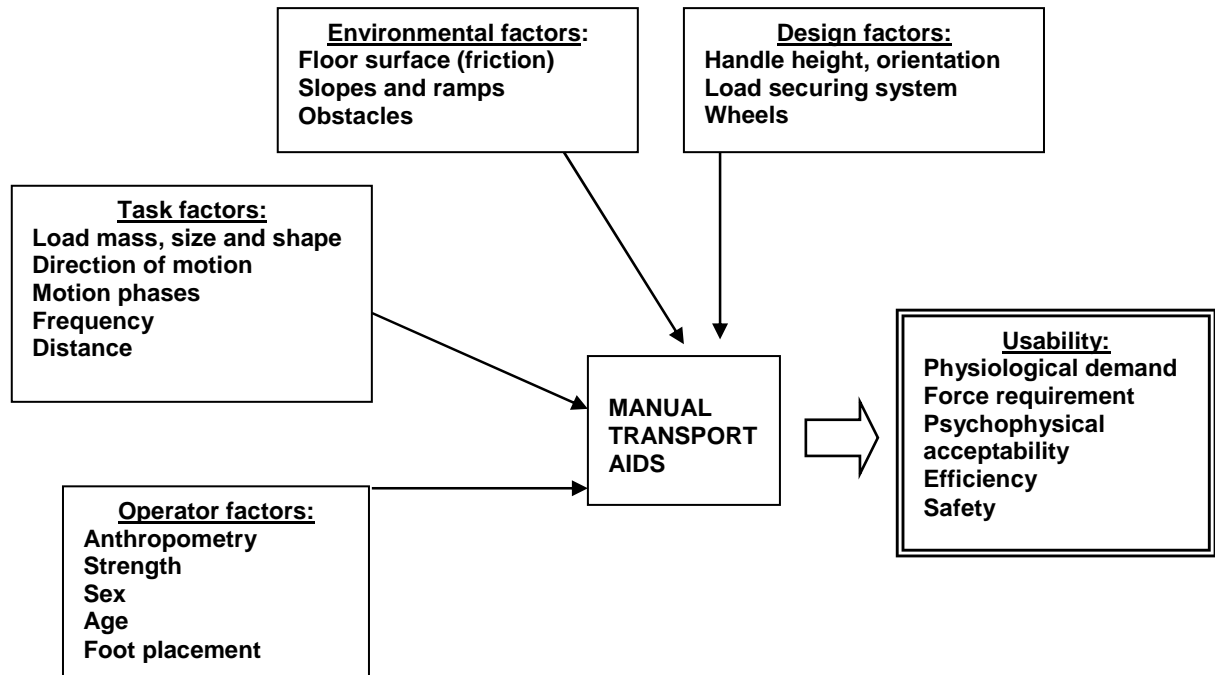 Environmental factors:
Floor surface (friction)
Slopes and ramps
Obstacles
Design factors:
Handle height, orientation
Load securing system
Wheels
Task factors:
Load mass, size and shape
Direction of motion
Motion phases
Frequency
Distance
Operator factors:
Anthropometry
Strength
Sex
Age
Foot placement
MANUAL
TRANSPORT
AIDS
Usability:
Physiological demand
Force requirement
Psychophysical
acceptability
Efficiency
Safety